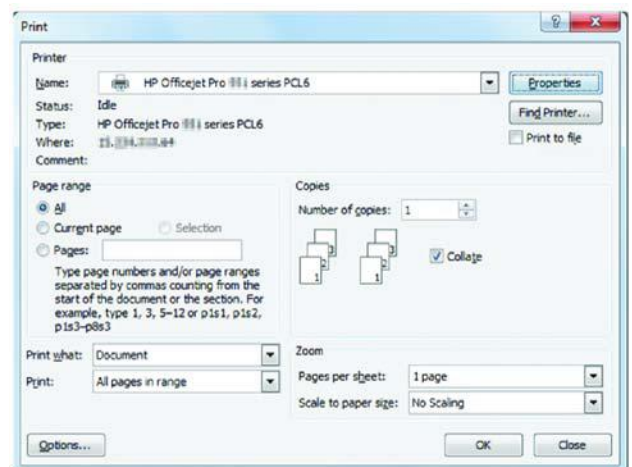 Print
Printer
Name: HP Officejet Pro series PCL6
Properties
Status: Idle
Find Printer...
Type: HP Officejet Pro series PCL6
Where:
Print to file
Comment:
Page range
All
Current page Selection
Pages:
Type page numbers and/or page ranges
separated by commas counting from the
start of the document or the section. For
example, type 1, 3, 5–12 or p1s1, p1s2,
p1s3–p8s3
Copies
Number of copies: 1
Collate
Print what: Document
Print: All pages in range
Zoom
Pages per sheet: 1 page
Scale to paper size: No Scaling
Options...
OK Close